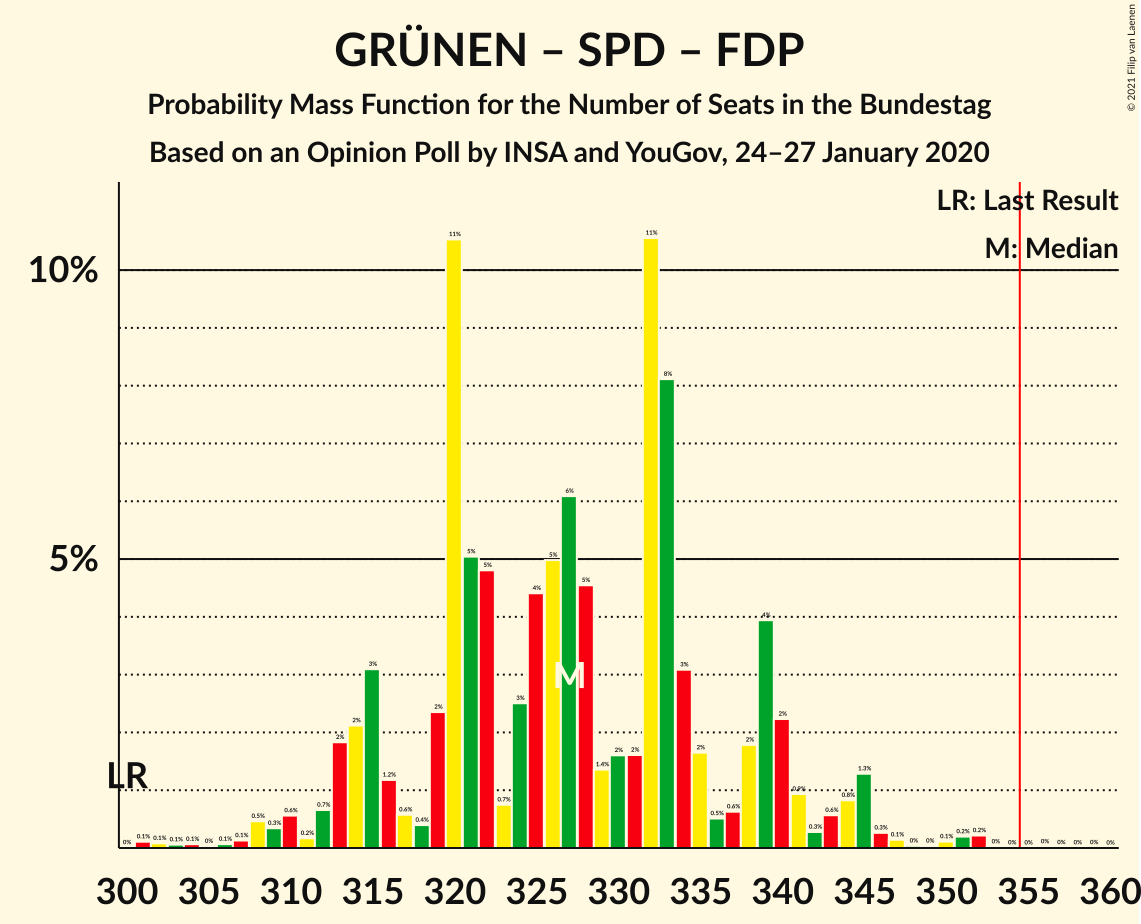 GRÜNEN – SPD – FDP
Probability Mass Function for the Number of Seats in the Bundestag
Based on an Opinion Poll by INSA and YouGov, 24–27 January 2020
© 2021 Filip van Laenen
LR: Last Result
M: Median
10%
5%
0% 0.1% 0.1% 0.1% 0.1% 0% 0.1% 0.1% 0.5% 0.3% 0.6% 0.2% 0.7% 2% 2% 3% 1.2% 0.6% 0.4% 2% 11% 5% 5% 0.7% 3% 4% 5% 6% 5% 1.4% 2% 2% 11% 8% 3% 2% 0.5% 0.6% 2% 4% 2% 0.9% 0.3% 0.6% 0.8% 1.3% 0.3% 0.1% 0% 0% 0.1% 0.2% 0.2% 0% 0% 0% 0% 0% 0% 0% 0%
M
LR
300 305 310 315 320 325 330 335 340 345 350 355 360